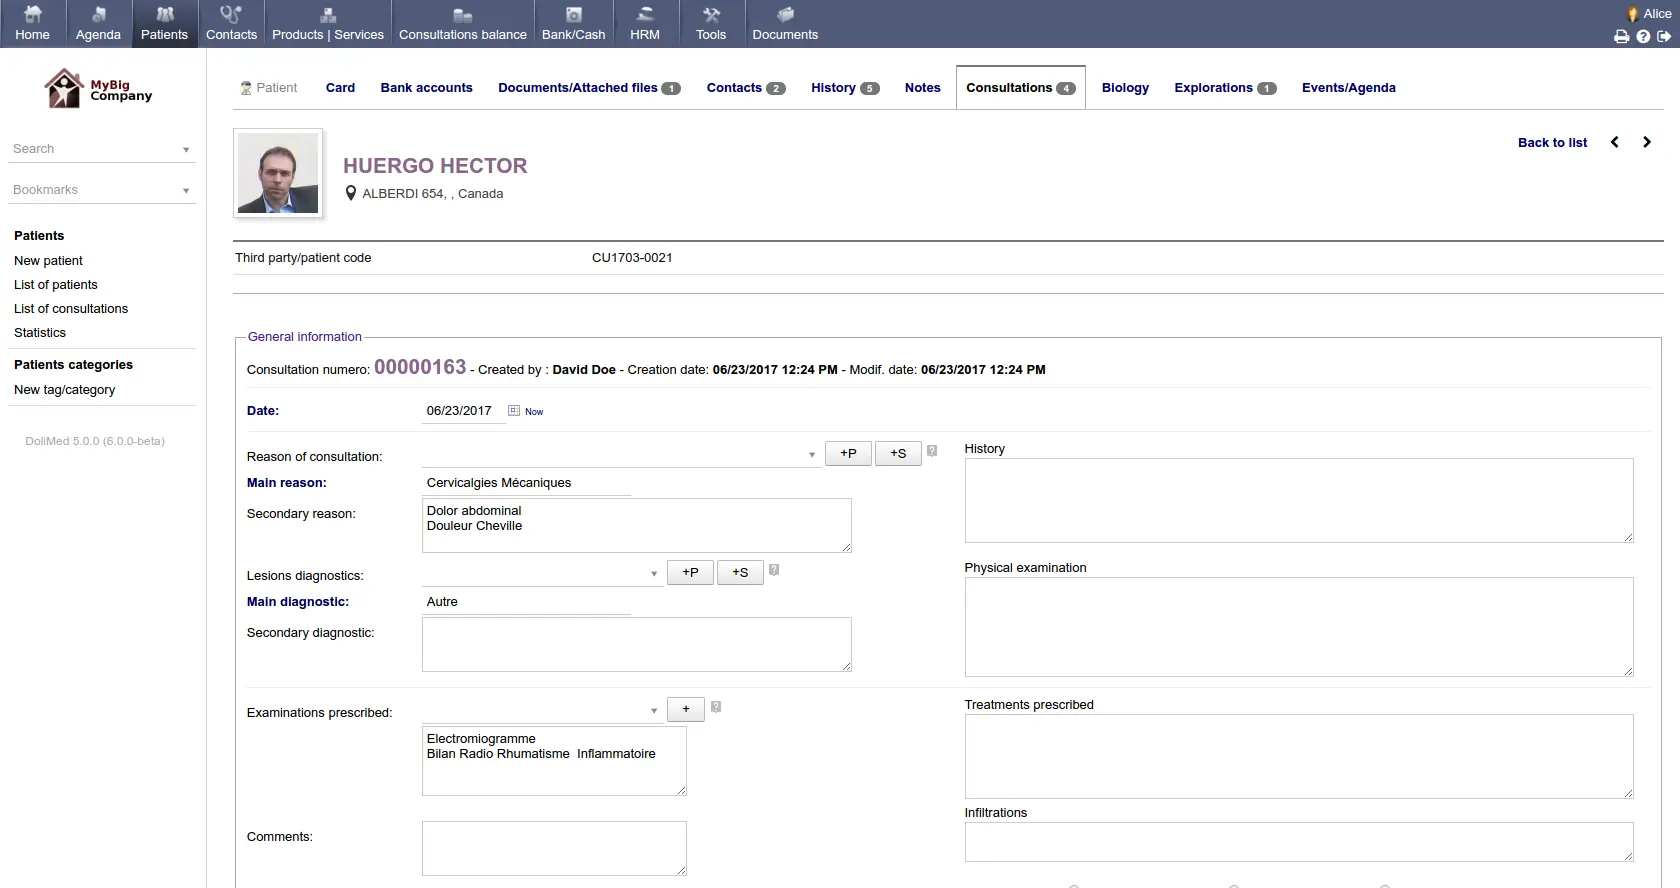 Home Agenda Patients Contacts Products | Services Consultations balance Bank/Cash HRM Tools Documents Alice
MyBig
Company
Search
Bookmarks
Patients
New patient
List of patients
List of consultations
Statistics
Patients categories
New tag/category
DoliMed 5.0.0 (6.0.0-beta)
Patient Card Bank accounts Documents/Attached files 1 Contacts 2 History 5 Notes Consultations 4 Biology Explorations 1 Events/Agenda
Back to list
HUERGO HECTOR
ALBERDI 654, , Canada
Third party/patient code CU1703-0021
General information
Consultation numero: 00000163 - Created by : David Doe - Creation date: 06/23/2017 12:24 PM - Modif. date: 06/23/2017 12:24 PM
Date: 06/23/2017 Now
Reason of consultation: +P +S ?
Main reason: Cervicalgies Mécaniques
Secondary reason: Dolor abdominal
Douleur Cheville
Lesions diagnostics: +P +S ?
Main diagnostic: Autre
Secondary diagnostic:
History
Physical examination
Examinations prescribed: + ?
Electromiogramme
Bilan Radio Rhumatisme  Inflammatoire
Comments:
Treatments prescribed
Infiltrations